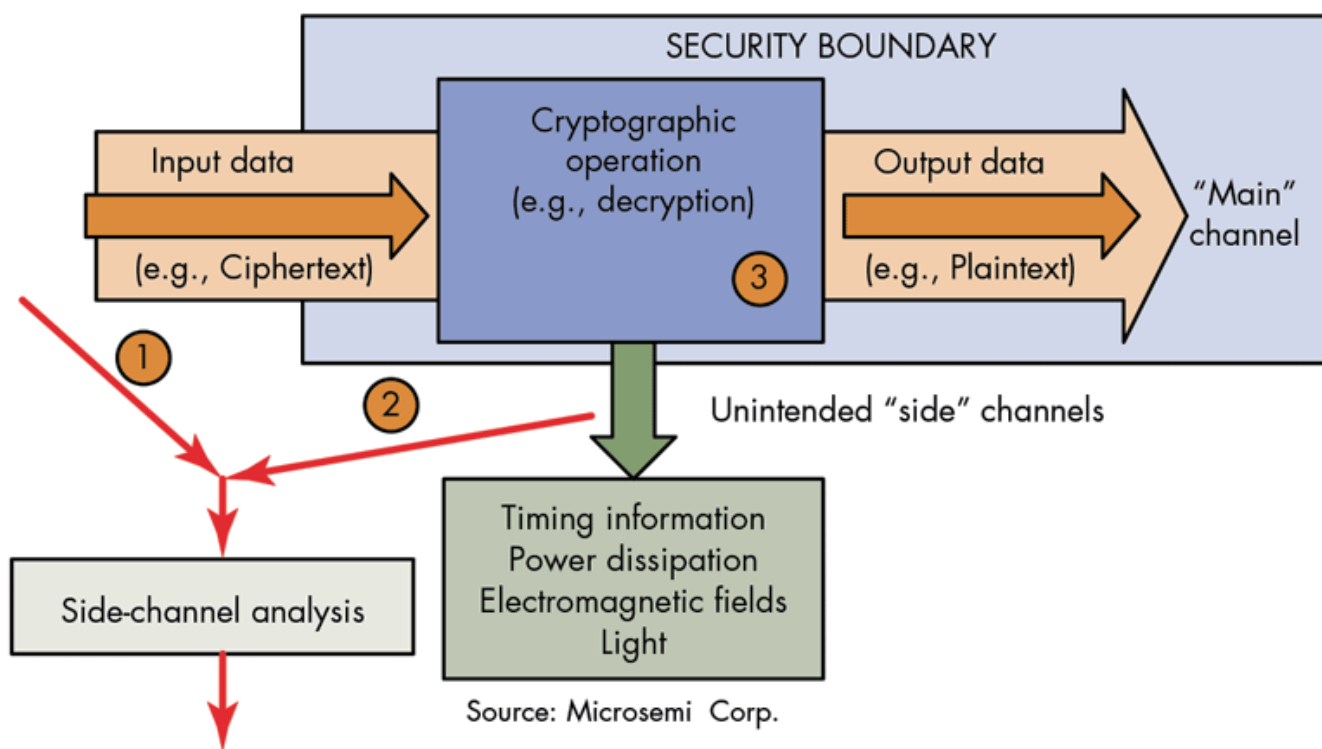 SECURITY BOUNDARY
Cryptographic
operation
(e.g., decryption)
3
Input data
(e.g., Ciphertext)
Output data
(e.g., Plaintext)
“Main”
channel
1
2
Unintended “side” channels
Timing information
Power dissipation
Electromagnetic fields
Light
Side-channel analysis
Source: Microsemi Corp.